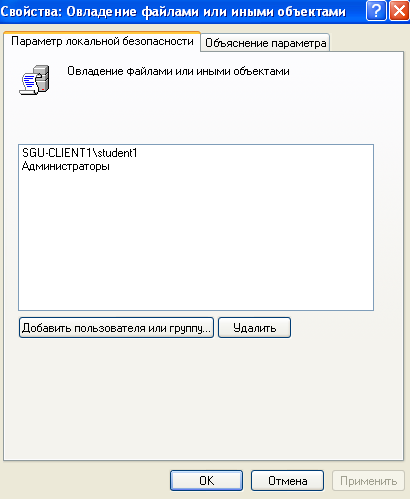 Свойства: Овладение файлами или иными объектами
Параметр локальной безопасности
Объяснение параметра
Овладение файлами или иными объектами
SGU-CLIENT1\student1
Администраторы
Добавить пользователя или группу...
Удалить
OK
Отмена
Применить